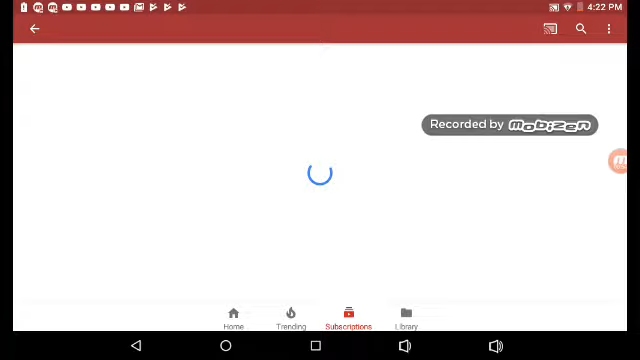 4:22 PM
Recorded by mobizen
Home
Trending
Subscriptions
Library